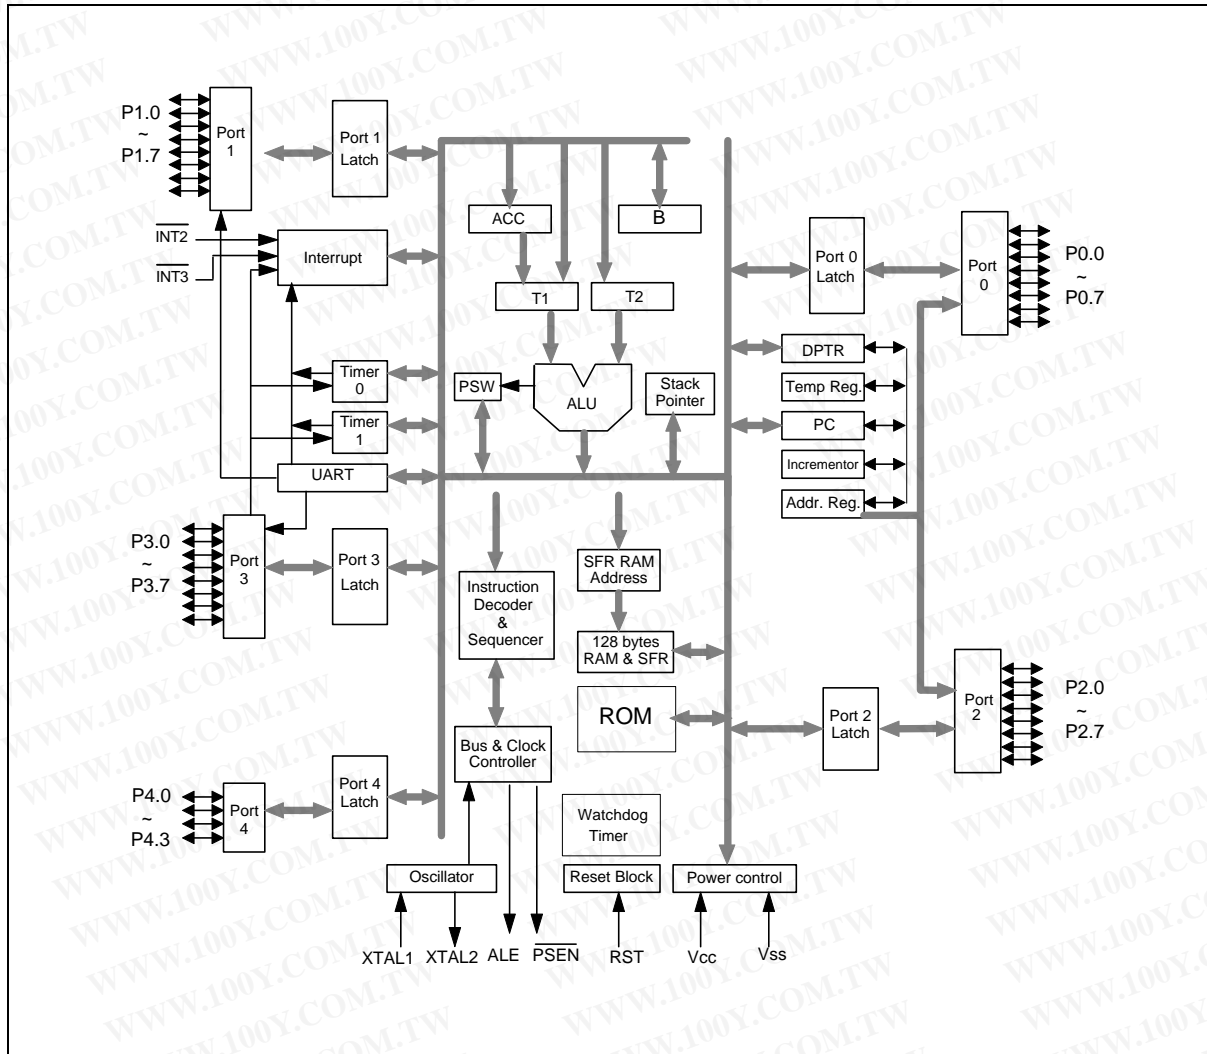 P1.0
~
P1.7
Port
1
Port 1
Latch
INT2
INT3
Interrupt
ACC
B
T1
T2
Port 0
Latch
Port
0
P0.0
~
P0.7
Timer
0
Timer
1
UART
PSW
ALU
Stack
Pointer
DPTR
Temp Reg.
PC
Incrementor
Addr. Reg.
P3.0
~
P3.7
Port
3
Port 3
Latch
Instruction
Decoder
&
Sequencer
SFR RAM
Address
128 bytes
RAM & SFR
ROM
Port 2
Latch
Port
2
P2.0
~
P2.7
Bus & Clock
Controller
P4.0
~
P4.3
Port
4
Port 4
Latch
Watchdog
Timer
Oscillator
Reset Block
Power control
XTAL1
XTAL2
ALE
PSEN
RST
Vcc
Vss
WWW.100Y.COM.TW